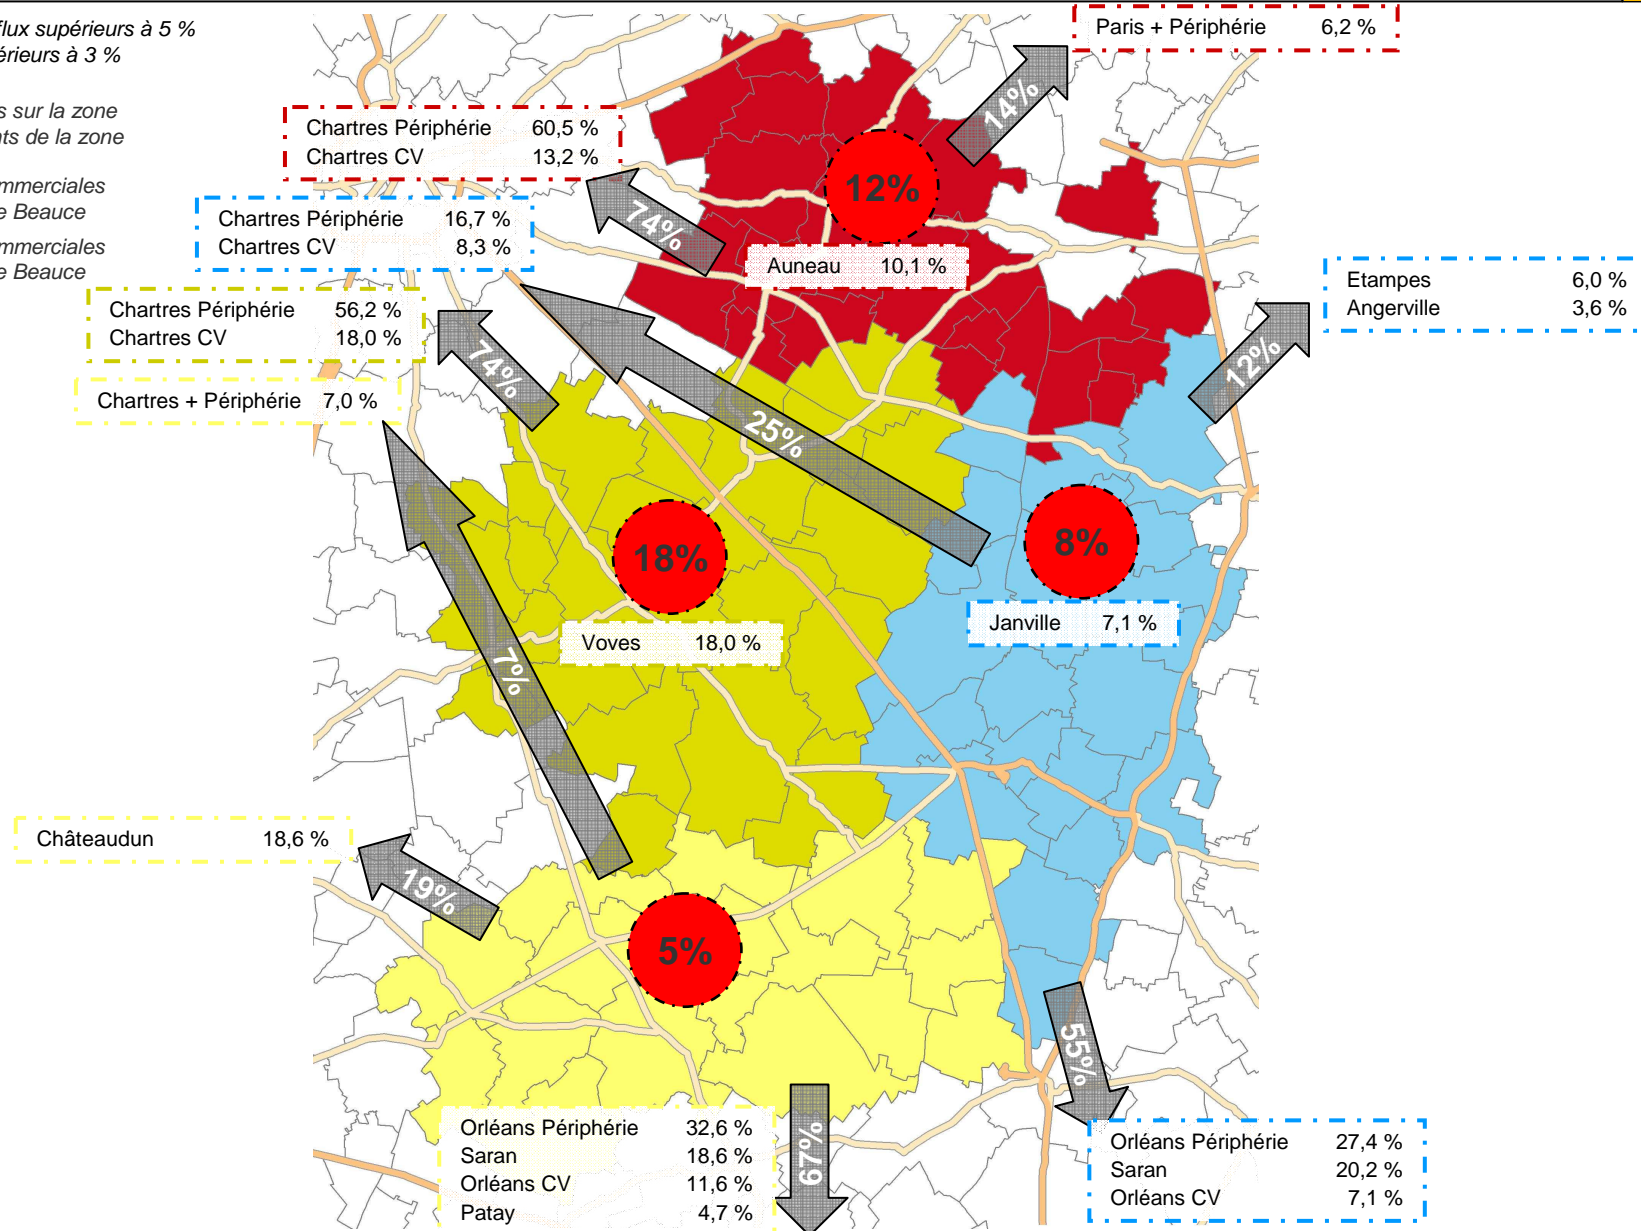 flux supérieurs à 5 %
érieurs à 3 %
s sur la zone
nts de la zone
mmerciales
e Beauce
mmerciales
e Beauce
Paris + Périphérie 6,2 %
14%
Chartres Périphérie 60,5 %
Chartres CV 13,2 %
74%
12%
Auneau 10,1 %
Chartres Périphérie 16,7 %
Chartres CV 8,3 %
Etampes 6,0 %
Angerville 3,6 %
12%
Chartres Périphérie 56,2 %
Chartres CV 18,0 %
74%
Chartres + Périphérie 7,0 %
25%
18%
8%
Voves 18,0 %
Janville 7,1 %
7%
Châteaudun 18,6 %
19%
5%
55%
67%
Orléans Périphérie 32,6 %
Saran 18,6 %
Orléans CV 11,6 %
Patay 4,7 %
Orléans Périphérie 27,4 %
Saran 20,2 %
Orléans CV 7,1 %